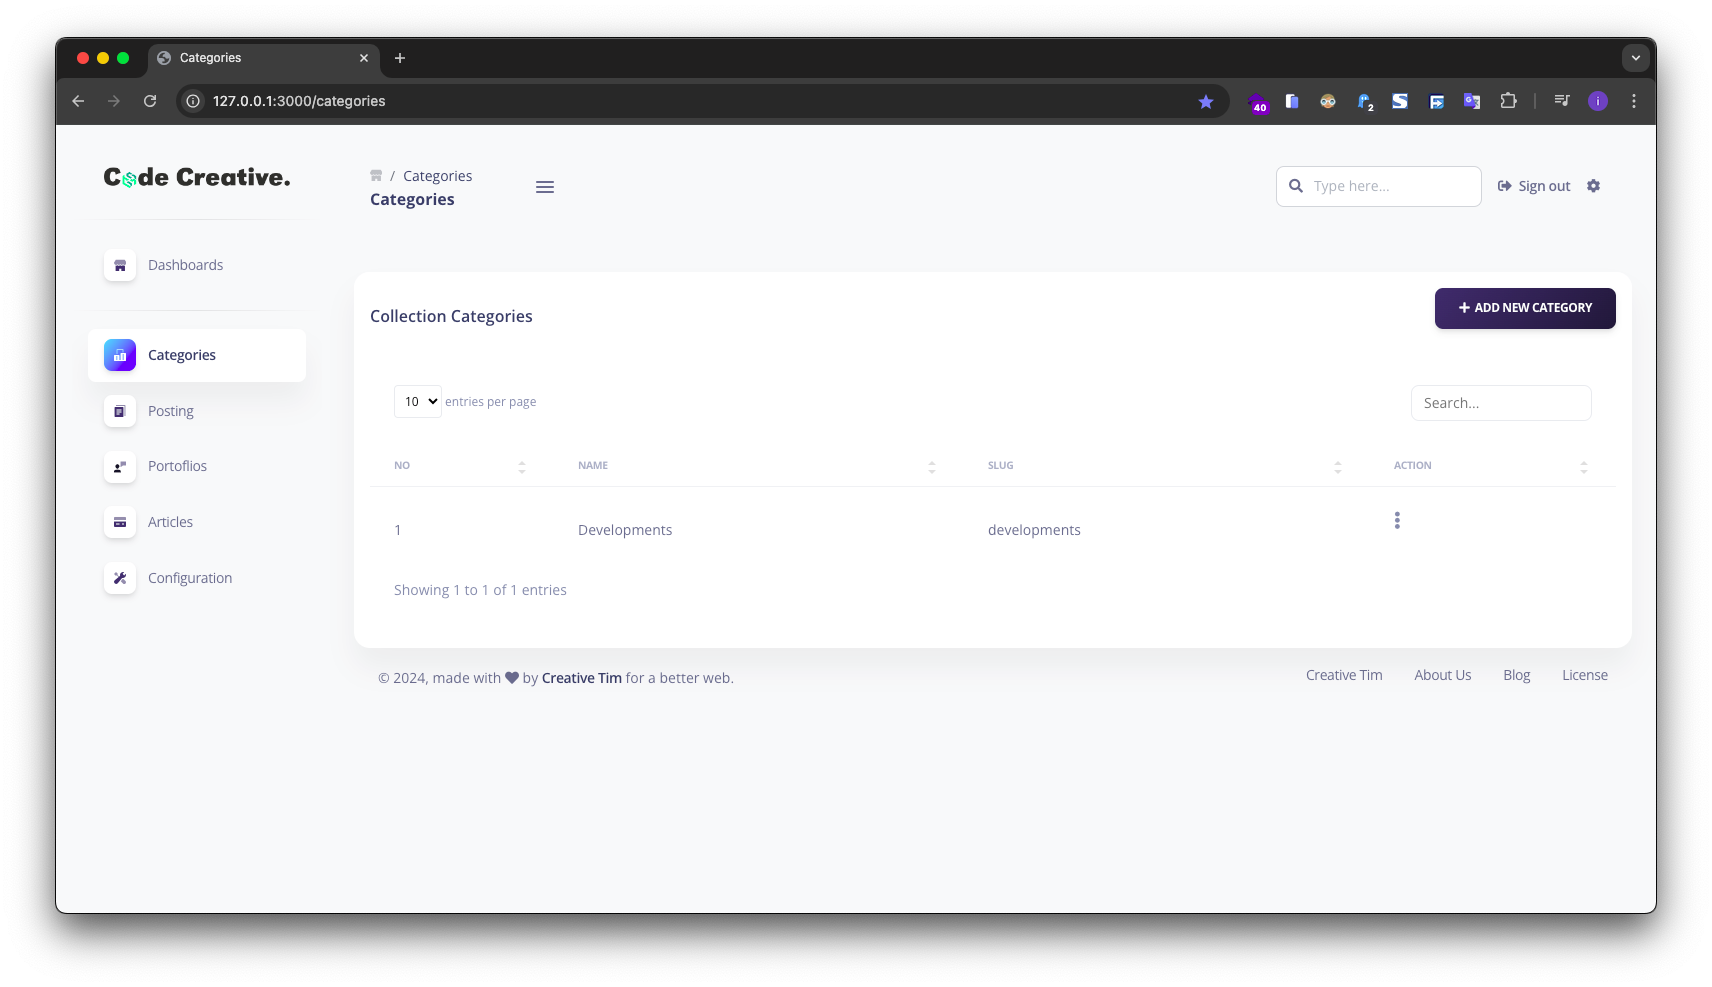 Categories
127.0.0.1:3000/categories
40
2
i
Code Creative.
/ Categories
Categories
Type here...
Sign out
Dashboards
Categories
Posting
Portoflios
Articles
Configuration
Collection Categories
ADD NEW CATEGORY
10 entries per page
Search...
NO NAME SLUG ACTION
1 Developments developments
Showing 1 to 1 of 1 entries
© 2024, made with by Creative Tim for a better web.
Creative Tim About Us Blog License